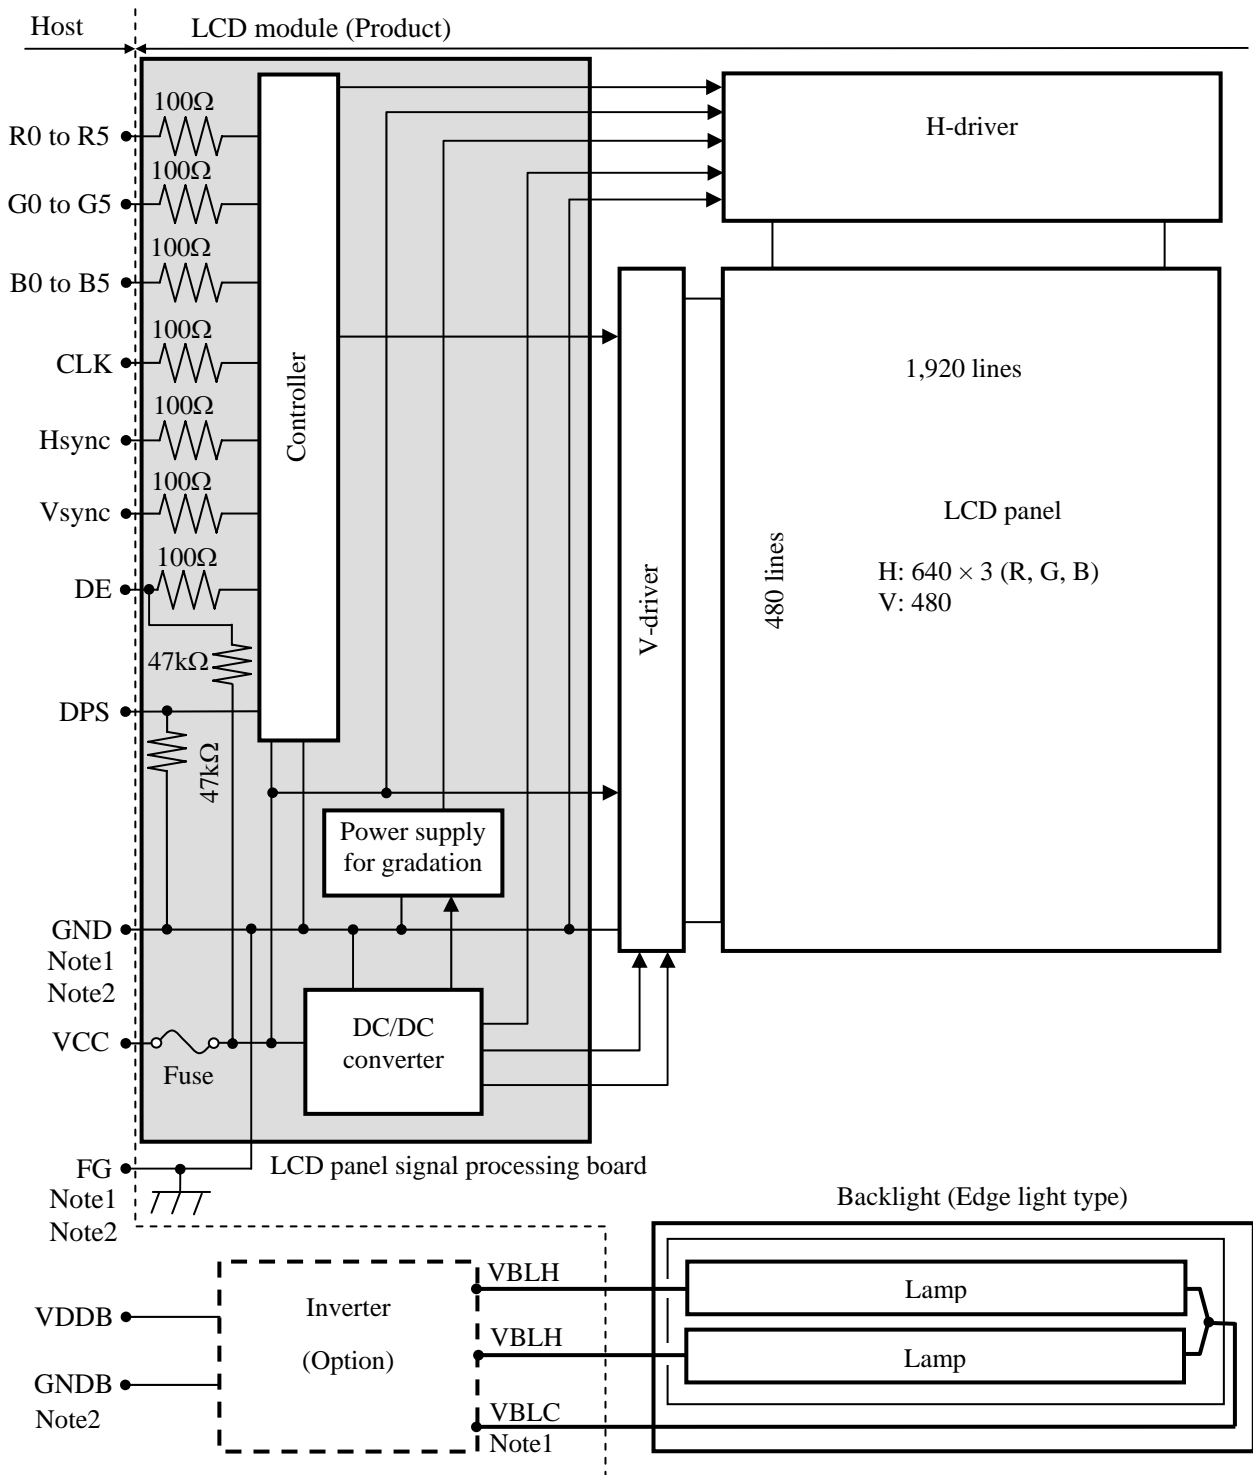 Host
LCD module (Product)
100Ω
R0 to R5
H-driver
100Ω
G0 to G5
100Ω
B0 to B5
100Ω
CLK
1,920 lines
Controller
100Ω
Hsync
100Ω
Vsync
LCD panel
100Ω
DE
H: 640 × 3 (R, G, B)
V: 480
480 lines
V-driver
47kΩ
DPS
47kΩ
Power supply
for gradation
GND
Note1
Note2
VCC
Fuse
DC/DC
converter
FG
Note1
Note2
LCD panel signal processing board
Backlight (Edge light type)
VBLH
Lamp
Inverter
(Option)
VDDB
VBLH
Lamp
GNDB
Note2
VBLC
Note1